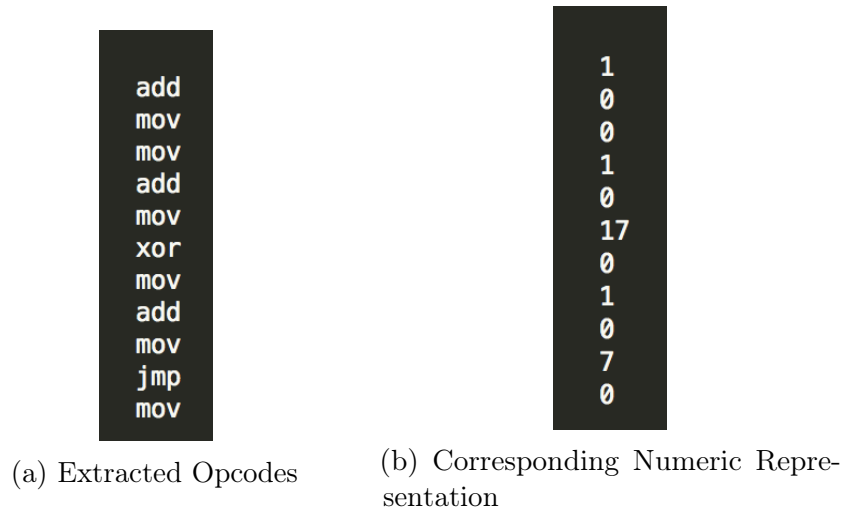 add
mov
mov
add
mov
xor
mov
add
mov
jmp
mov
(a) Extracted Opcodes
1
0
0
1
0
17
0
1
0
7
0
(b) Corresponding Numeric Repre-
sentation